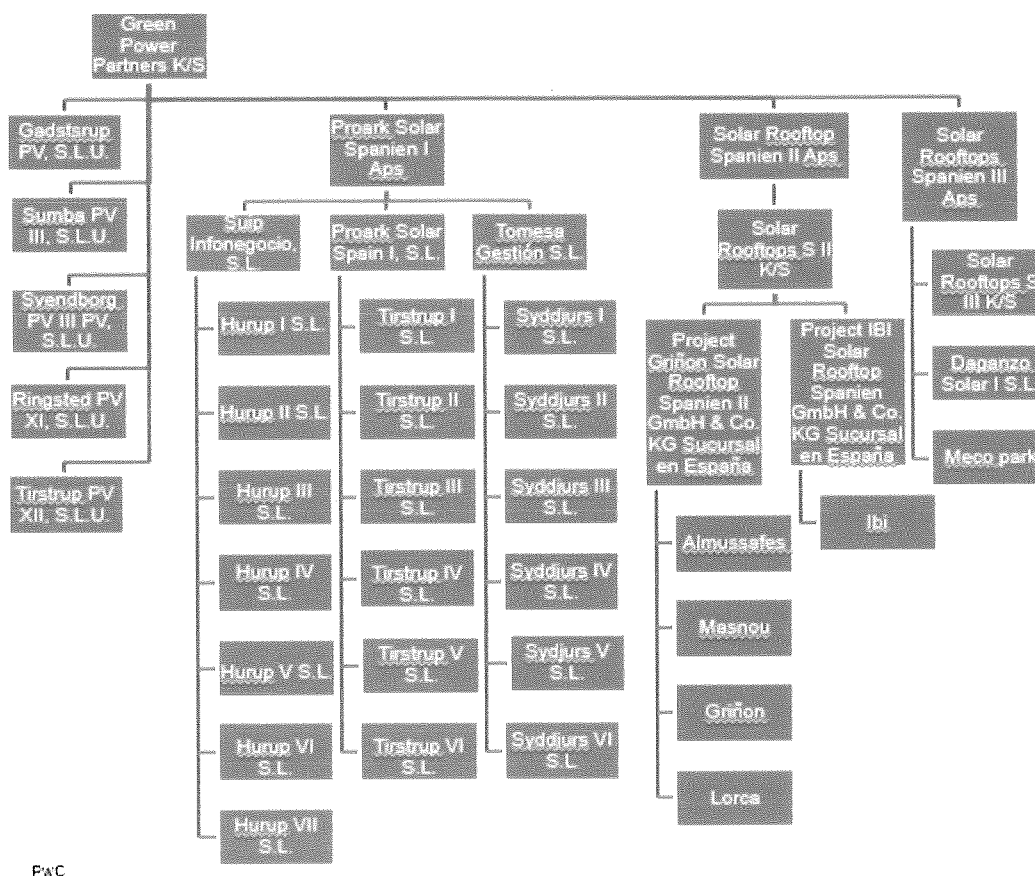 Green
Power
Partners K/S
Gadstsrup
PV, S.L.U.
Sumba PV
III, S.L.U.
Svendborg
PV III PV,
S.L.U.
Ringsted PV
XI, S.L.U.
Tirstrup PV
XII, S.L.U.
Proark Solar
Spanien I
Aps
Suip
Infonegocio,
S.L.
Hurup I S.L.
Hurup II S.L.
Hurup III
S.L.
Hurup IV
S.L.
Hurup V S.L.
Hurup VI
S.L.
Hurup VII
S.L.
Proark Solar
Spain I, S.L.
Tirstrup I
S.L.
Tirstrup II
S.L.
Tirstrup III
S.L.
Tirstrup IV
S.L.
Tirstrup V
S.L.
Tirstrup VI
S.L.
Tomesa
Gestión S.L.
Syddjurs I
S.L.
Syddjurs II
S.L.
Syddjurs III
S.L.
Syddjurs IV
S.L.
Sydjurs V
S.L.
Syddjurs VI
S.L.
Solar Rooftop
Spanien II Aps
Solar
Rooftops S II
K/S
Project
Griñon Solar
Rooftop
Spanien II
GmbH & Co.
KG Sucursal
en España
Almussafes
Masnou
Griñon
Lorca
Project IBI
Solar
Rooftop
Spanien
GmbH & Co.
KG Sucursal
en España
Ibi
Solar
Rooftops
Spanien III
Aps
Solar
Rooftops S
III K/S
Daganzo
Solar I S.L.
Meco park
PwC